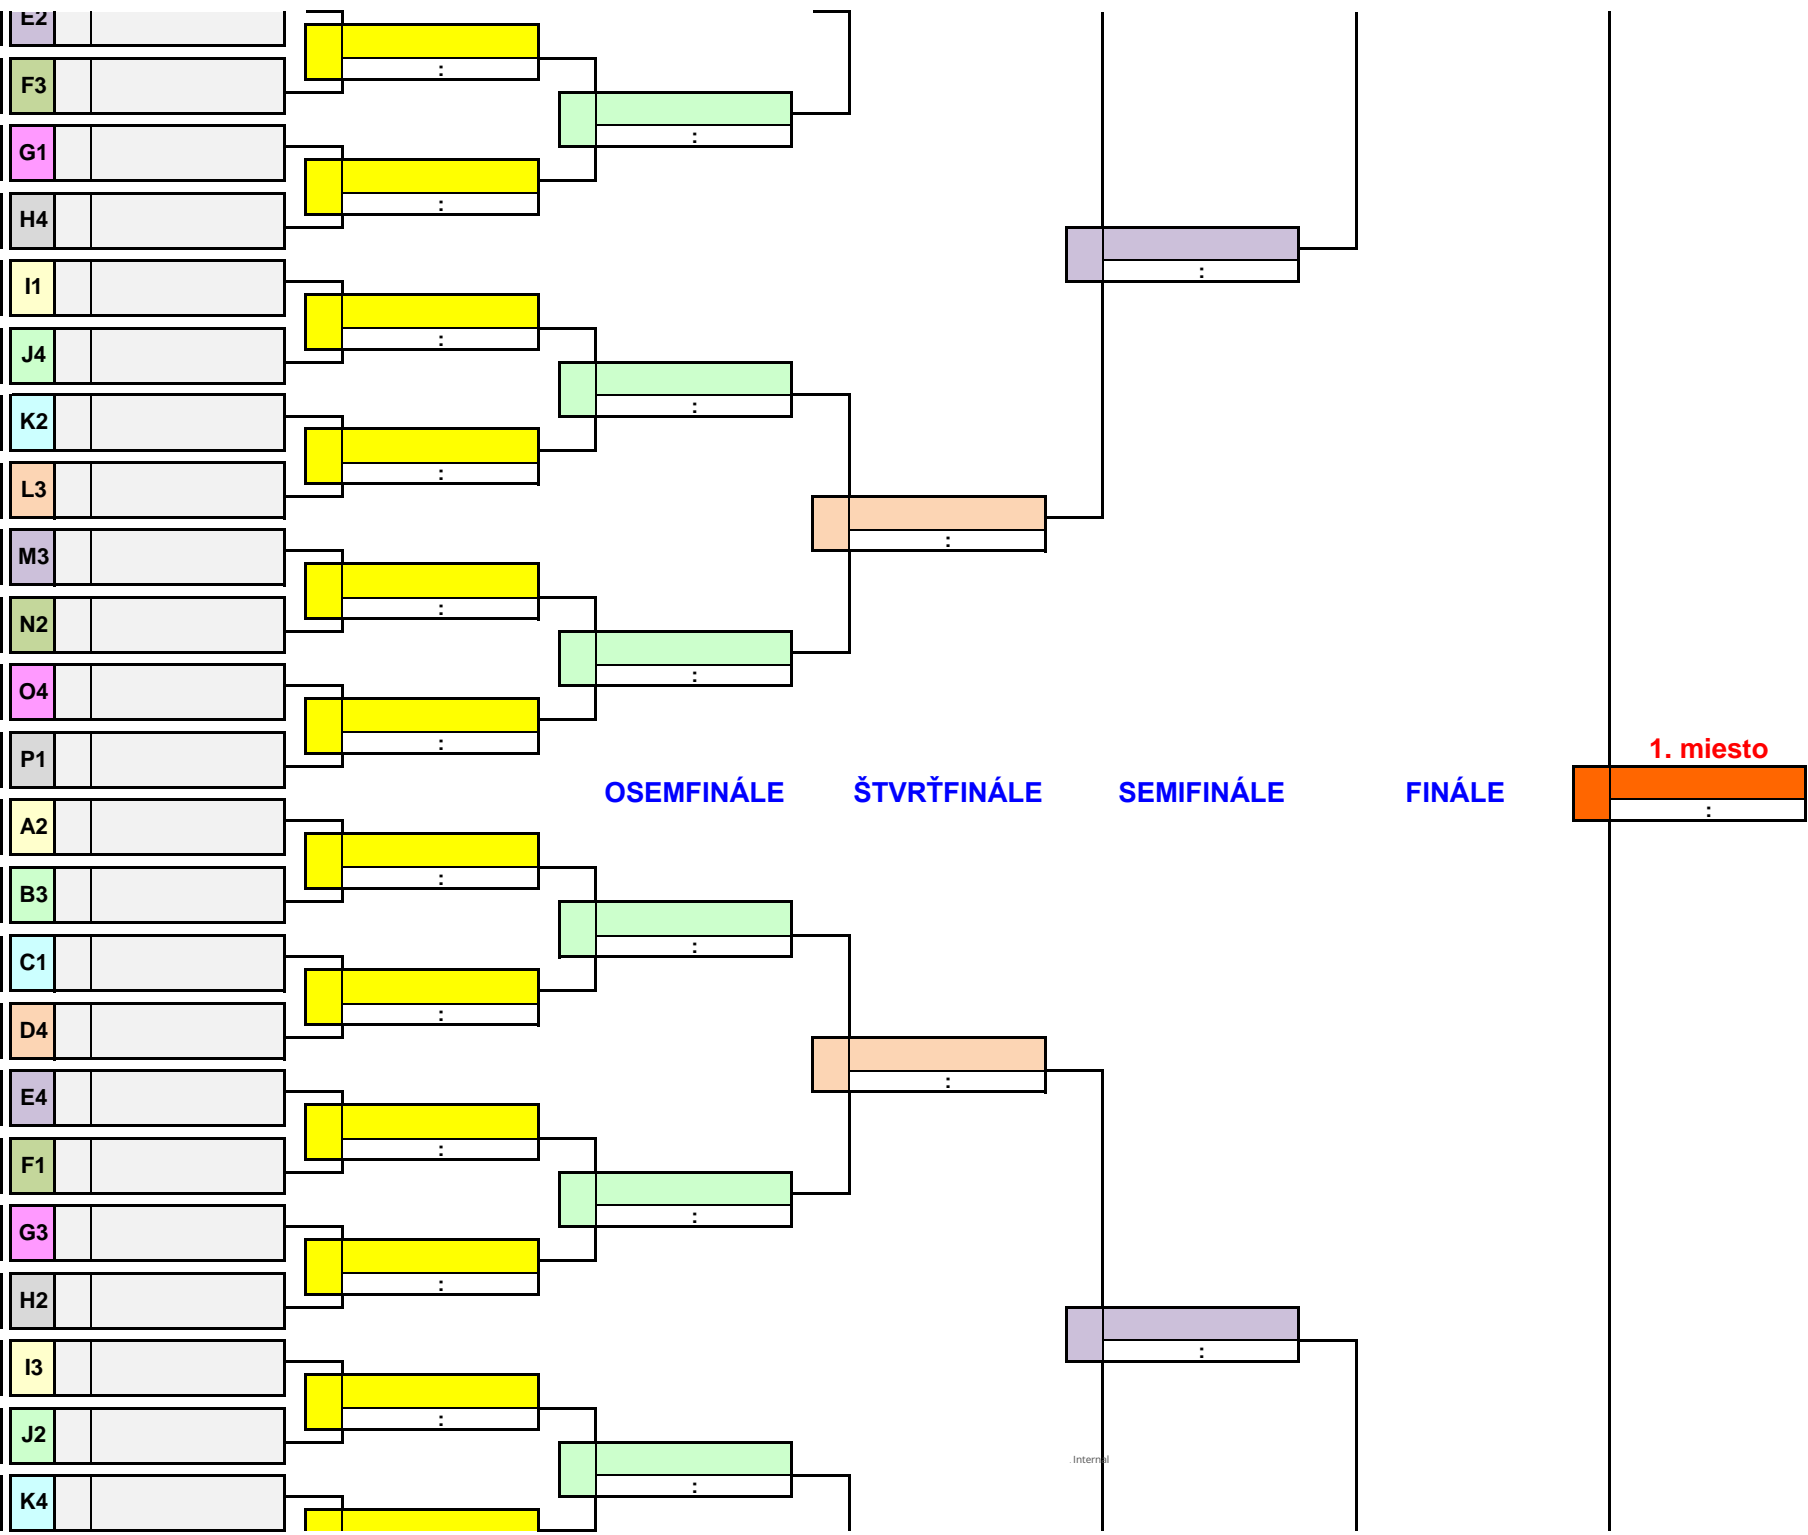 E2
:
F3
:
G1
:
H4
:
I1
:
J4
:
K2
:
L3
:
M3
:
N2
:
O4
:
P1
1. miesto
OSEMFINÁLE ŠTVRŤFINÁLE SEMIFINÁLE FINÁLE
:
A2
:
B3
:
C1
:
D4
:
E4
:
F1
:
G3
:
H2
:
I3
:
J2
Internal
:
K4